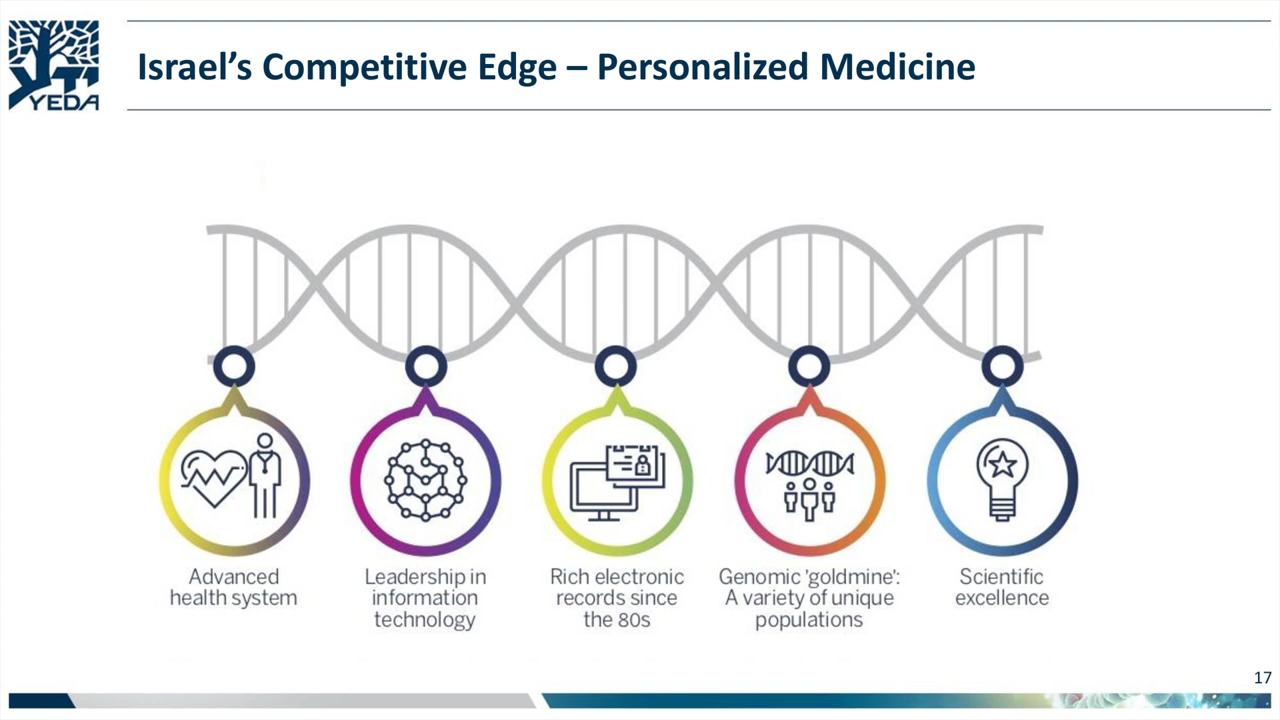 YEDA
Israel’s Competitive Edge – Personalized Medicine
Advanced
health system
Leadership in
information
technology
Rich electronic
records since
the 80s
Genomic 'goldmine':
A variety of unique
populations
Scientific
excellence
17